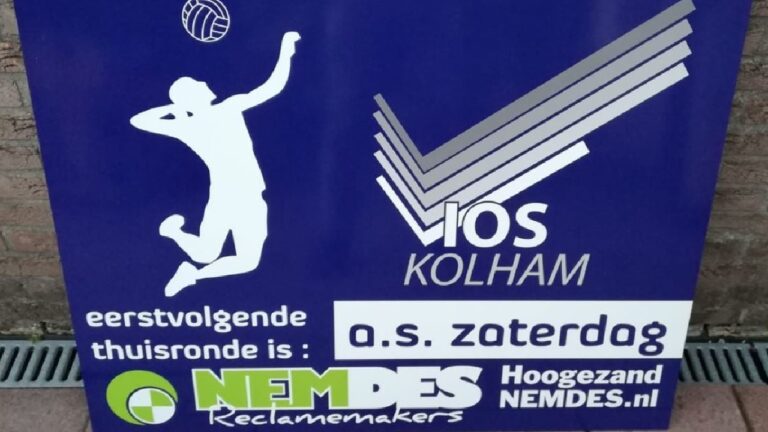 VIOS
KOLHAM
eerstvolgende
thuisronde is :
a.s. zaterdag
NEMDES
Reclamemakers
Hoogezand
NEMDES.nl